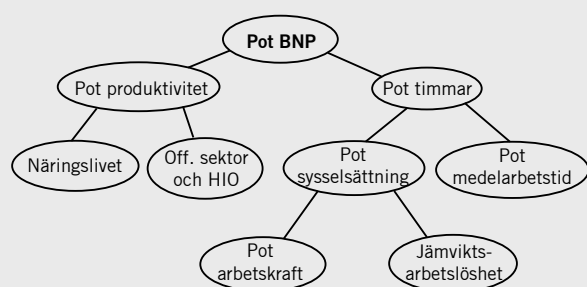 Pot BNP
Pot produktivitet
Pot timmar
Näringslivet
Off. sektor
och HIO
Pot
sysselsättning
Pot
medelarbetstid
Pot
arbetskraft
Jämvikts-
arbetslöshet